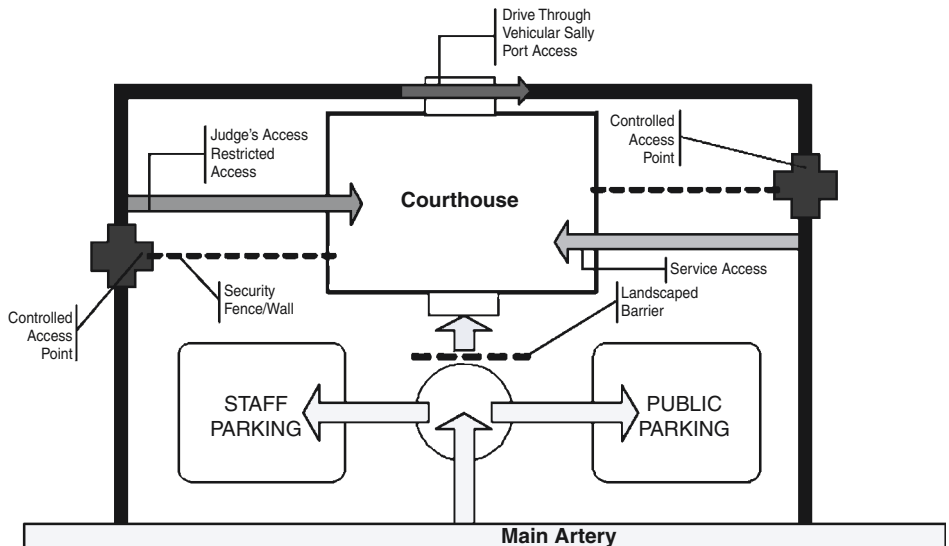 Drive Through
Vehicular Sally
Port Access
Judge's Access
Restricted
Access
Controlled
Access
Point
Courthouse
Service Access
Security
Fence/Wall
Landscaped
Barrier
Controlled
Access
Point
STAFF
PARKING
PUBLIC
PARKING
Main Artery